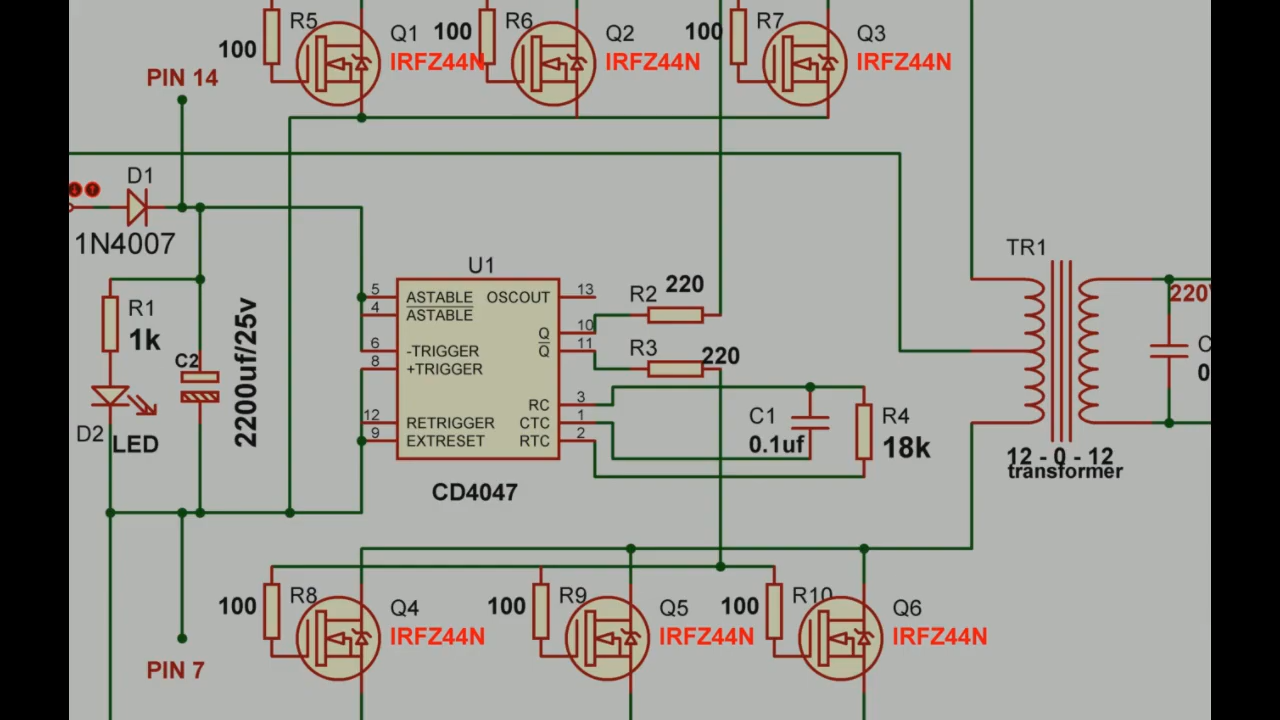 R5
Q1
100
IRFZ44N
R6
Q2
100
IRFZ44N
R7
Q3
100
IRFZ44N
PIN 14
D1
1N4007
R1
1k
C2
2200uf/25v
D2
LED
U1
5 ASTABLE
4 ASTABLE
6 -TRIGGER
8 +TRIGGER
12 RETRIGGER
9 EXTRESET
OSCOUT 13
Q 10
Q 11
RC 3
CTC 1
RTC 2
CD4047
R2
220
R3
220
C1
0.1uf
R4
18k
TR1
12 - 0 - 12
transformer
220
C
0
R8
Q4
100
IRFZ44N
R9
Q5
100
IRFZ44N
R10
Q6
100
IRFZ44N
PIN 7